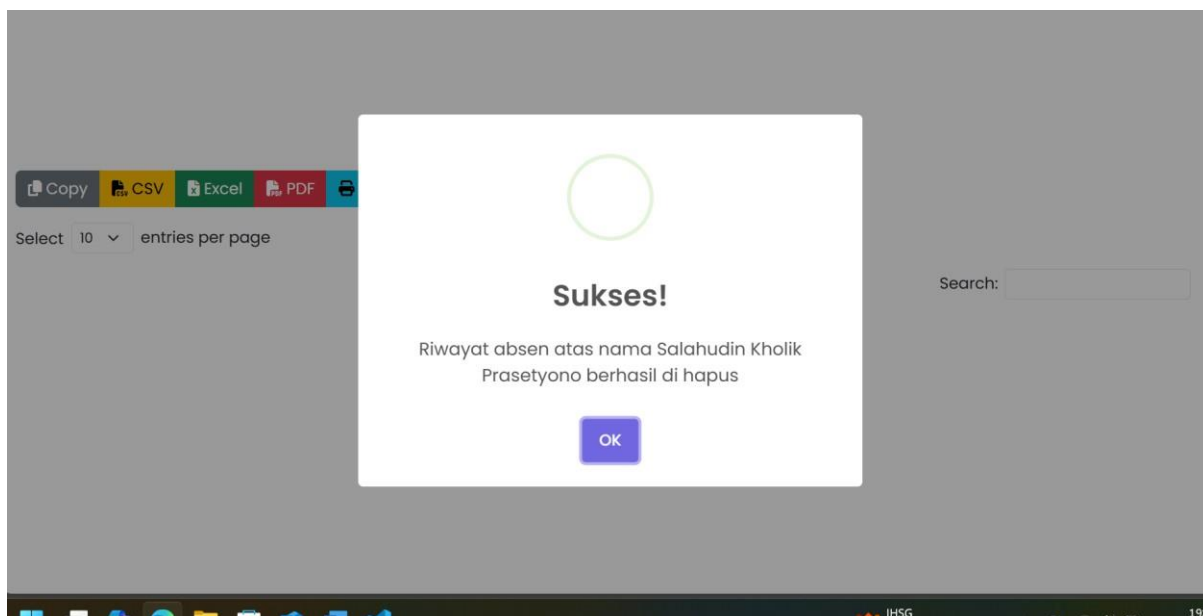 Copy CSV Excel PDF
Select 10 entries per page
Search:
Sukses!
Riwayat absen atas nama Salahudin Kholik
Prasetyono berhasil di hapus
OK
IHSG
19